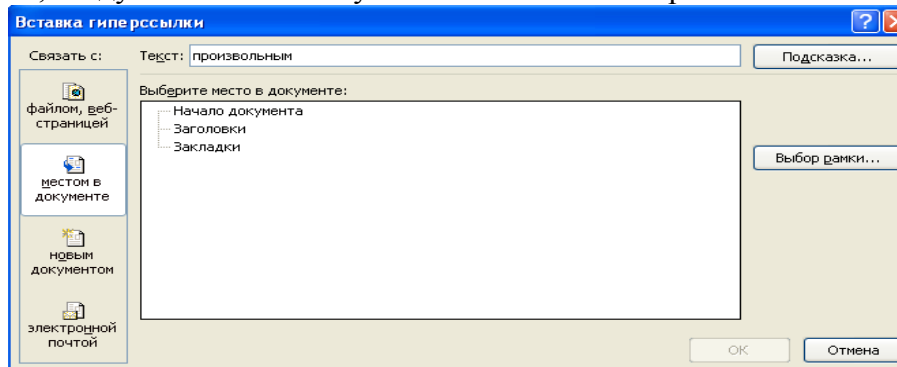 Вставка гиперссылки
Связать с:
Текст: произвольным
Подсказка...
Выберите место в документе:
файлом, веб-
страницей
Начало документа
Заголовки
Закладки
местом в
документе
Выбор рамки...
новым
документом
электронной
почтой
ОК
Отмена